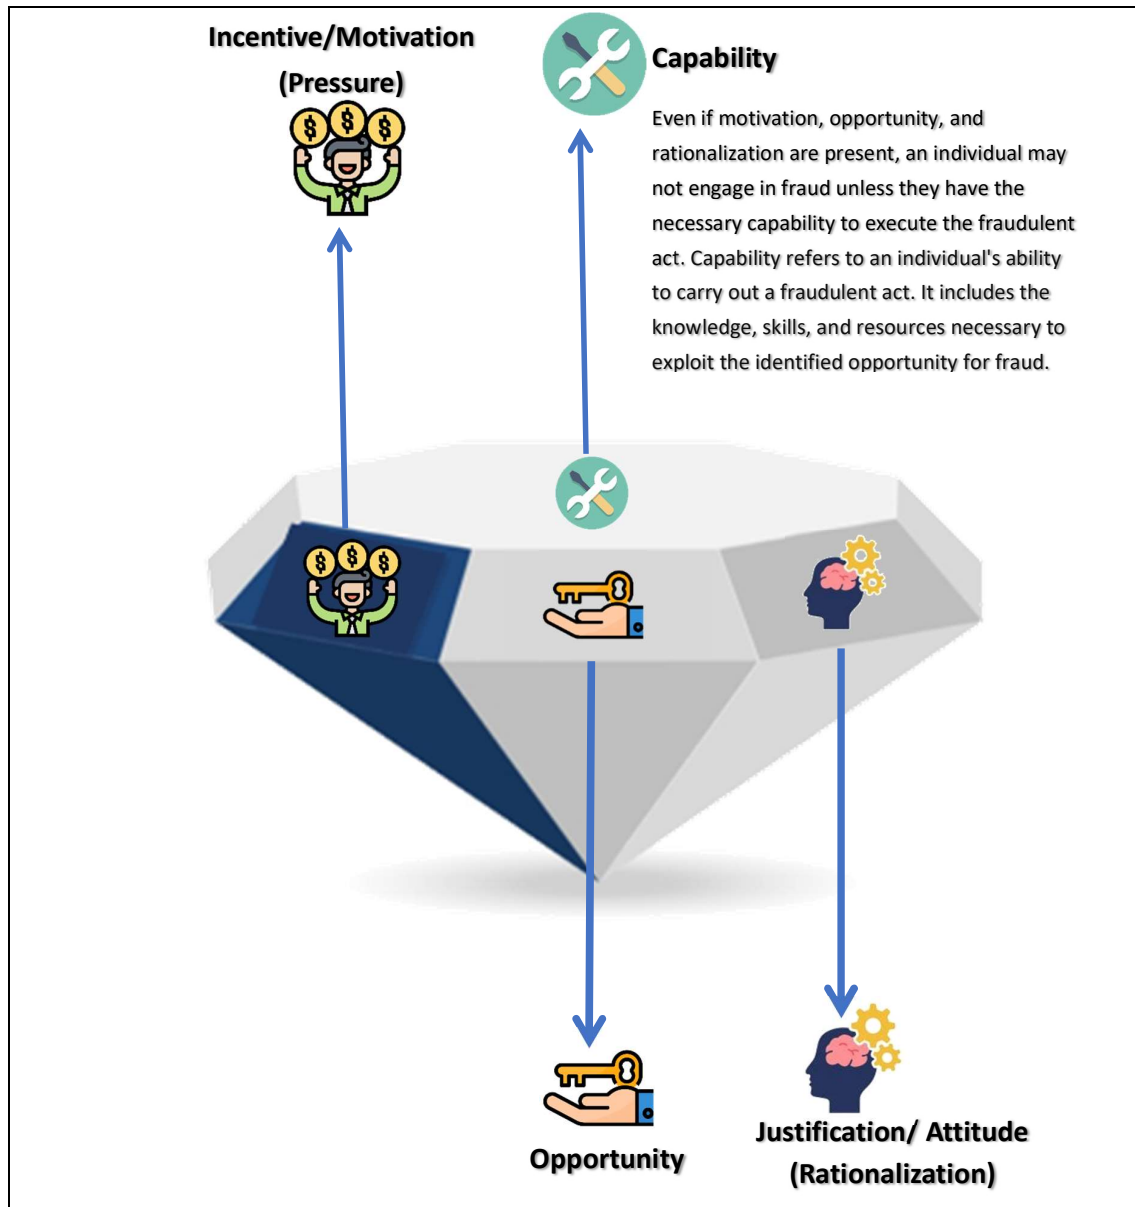 Incentive/Motivation
(Pressure)
Capability
Even if motivation, opportunity, and
rationalization are present, an individual may
not engage in fraud unless they have the
necessary capability to execute the fraudulent
act. Capability refers to an individual's ability
to carry out a fraudulent act. It includes the
knowledge, skills, and resources necessary to
exploit the identified opportunity for fraud.
$ $ $
$ $ $
Opportunity
Justification/ Attitude
(Rationalization)